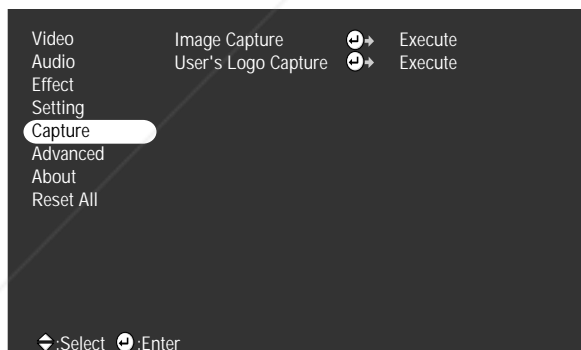 Video Image Capture Execute
Audio User's Logo Capture Execute
Effect
Setting
Capture
Advanced
About
Reset All
:Select :Enter